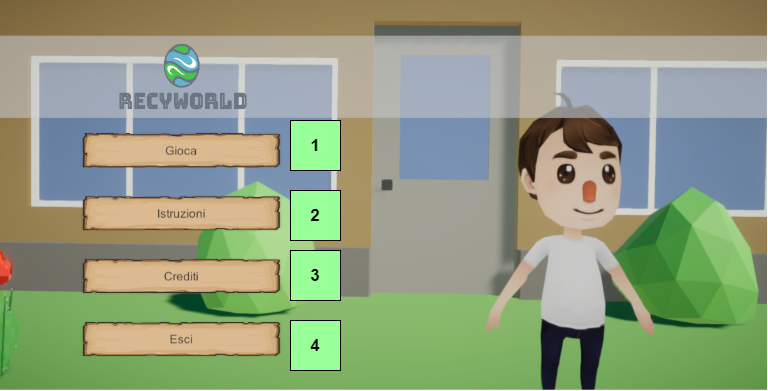 RECYWORLD
Gioca 1
Istruzioni 2
Crediti 3
Esci 4